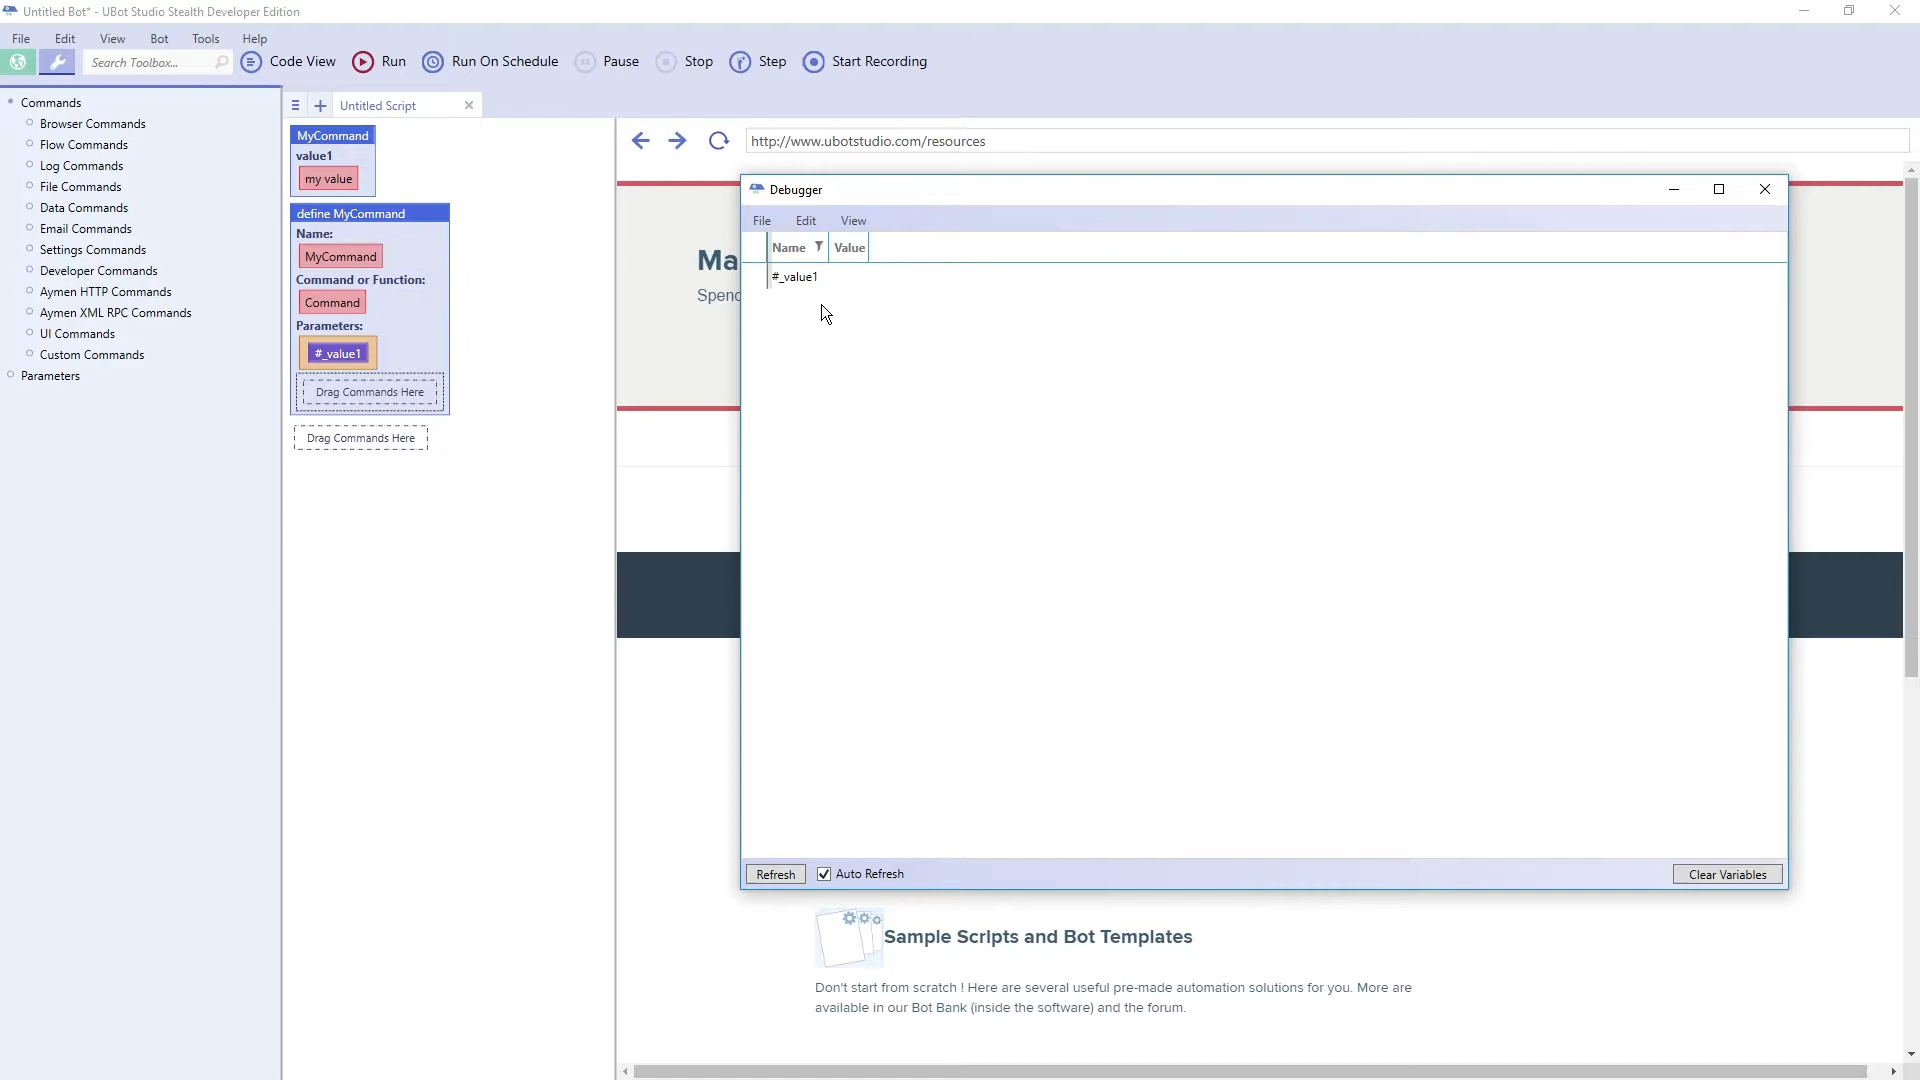 Untitled Bot* - UBot Studio Stealth Developer Edition
File Edit View Bot Tools Help
Search Toolbox... Code View Run Run On Schedule Pause Stop Step Start Recording
Commands
Browser Commands
Flow Commands
Log Commands
File Commands
Data Commands
Email Commands
Settings Commands
Developer Commands
Aymen HTTP Commands
Aymen XML RPC Commands
UI Commands
Custom Commands
Parameters
Untitled Script
MyCommand
value1
my value
define MyCommand
Name:
MyCommand
Command or Function:
Command
Parameters:
#_value1
Drag Commands Here
Drag Commands Here
http://www.ubotstudio.com/resources
Ma
Spenc
Debugger
File Edit View
Name Value
#_value1
Refresh Auto Refresh Clear Variables
Sample Scripts and Bot Templates
Don't start from scratch ! Here are several useful pre-made automation solutions for you. More are
available in our Bot Bank (inside the software) and the forum.